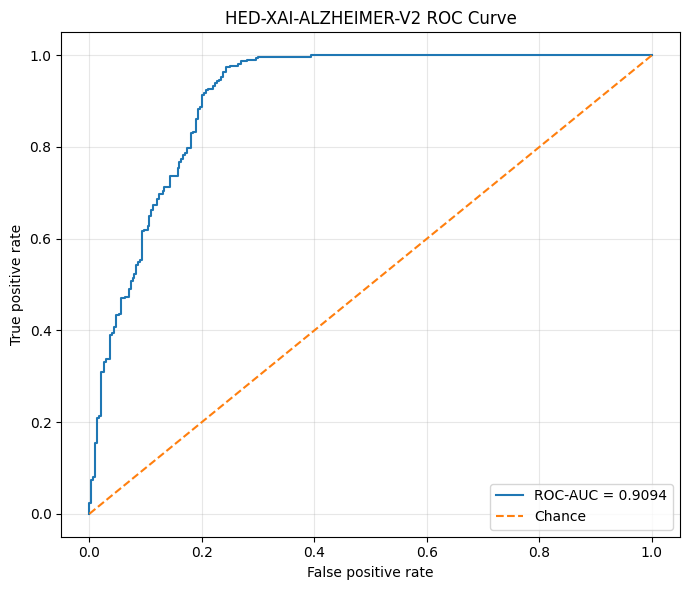 HED-XAI-ALZHEIMER-V2 ROC Curve
True positive rate
1.0
0.8
0.6
0.4
0.2
0.0
0.0 0.2 0.4 0.6 0.8 1.0
False positive rate
ROC-AUC = 0.9094
Chance